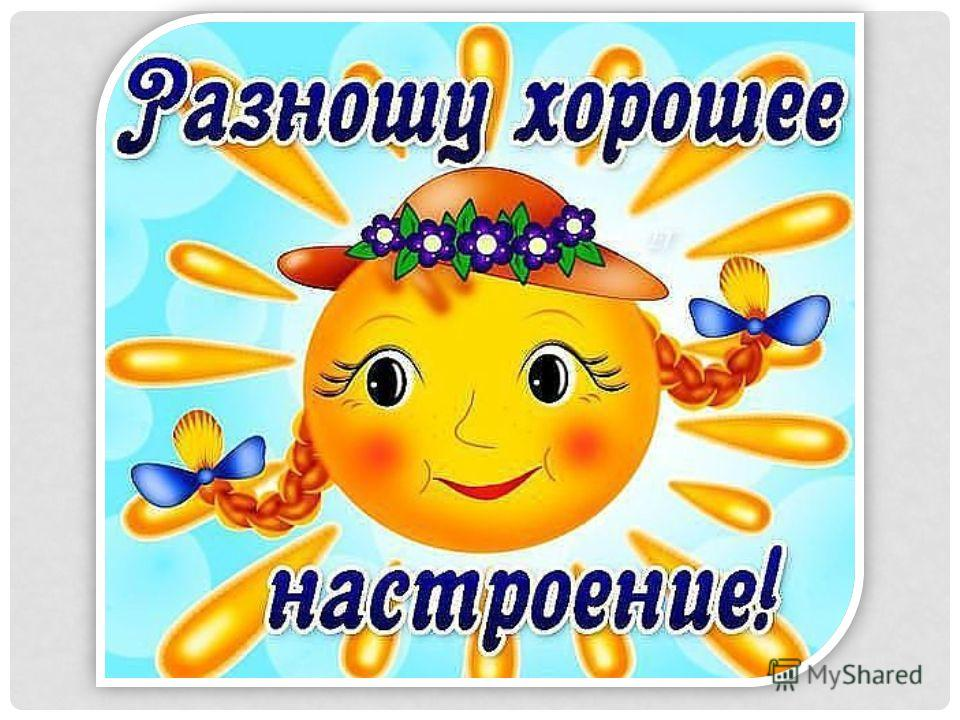 Разношу хорошее
настроение!
MyShared